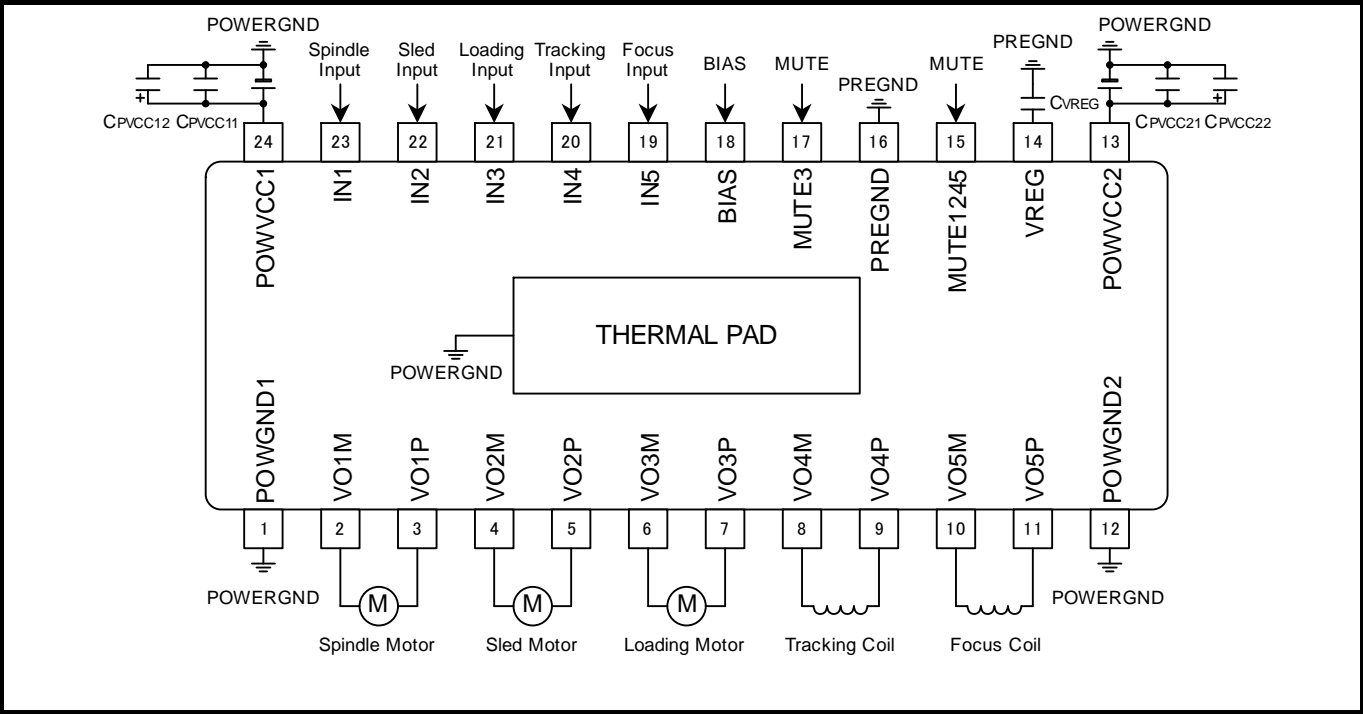 POWERGND
POWERGND
Spindle Input
Sled Input
Loading Input
Tracking Input
Focus Input
BIAS
MUTE
PREGND
MUTE
PREGND
CVREG
CPVCC12 CPVCC11
CPVCC21 CPVCC22
+
+
24 23 22 21 20 19 18 17 16 15 14 13
POWVCC1
IN1
IN2
IN3
IN4
IN5
BIAS
MUTE3
PREGND
MUTE1245
VREG
POWVCC2
THERMAL PAD
POWERGND
POWGND1
VO1M
VO1P
VO2M
VO2P
VO3M
VO3P
VO4M
VO4P
VO5M
VO5P
POWGND2
1 2 3 4 5 6 7 8 9 10 11 12
POWERGND
M
M
M
POWERGND
Spindle Motor
Sled Motor
Loading Motor
Tracking Coil
Focus Coil